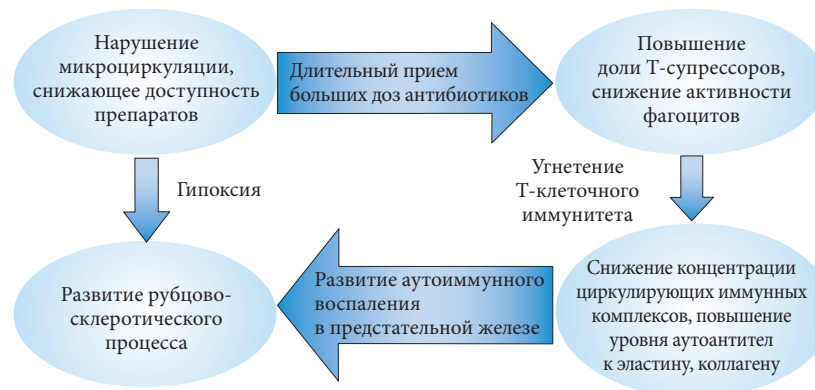 Нарушение
микроциркуляции,
снижающее доступность
препаратов
Длительный прием
больших доз антибиотиков
Повышение
доли Т-супрессоров,
снижение активности
фагоцитов
Гипоксия
Угнетение
Т-клеточного
иммунитета
Развитие рубцово-
склеротического
процесса
Развитие аутоиммунного
воспаления
в предстательной железе
Снижение концентрации
циркулирующих иммунных
комплексов, повышение
уровня аутоантител
к эластину, коллагену